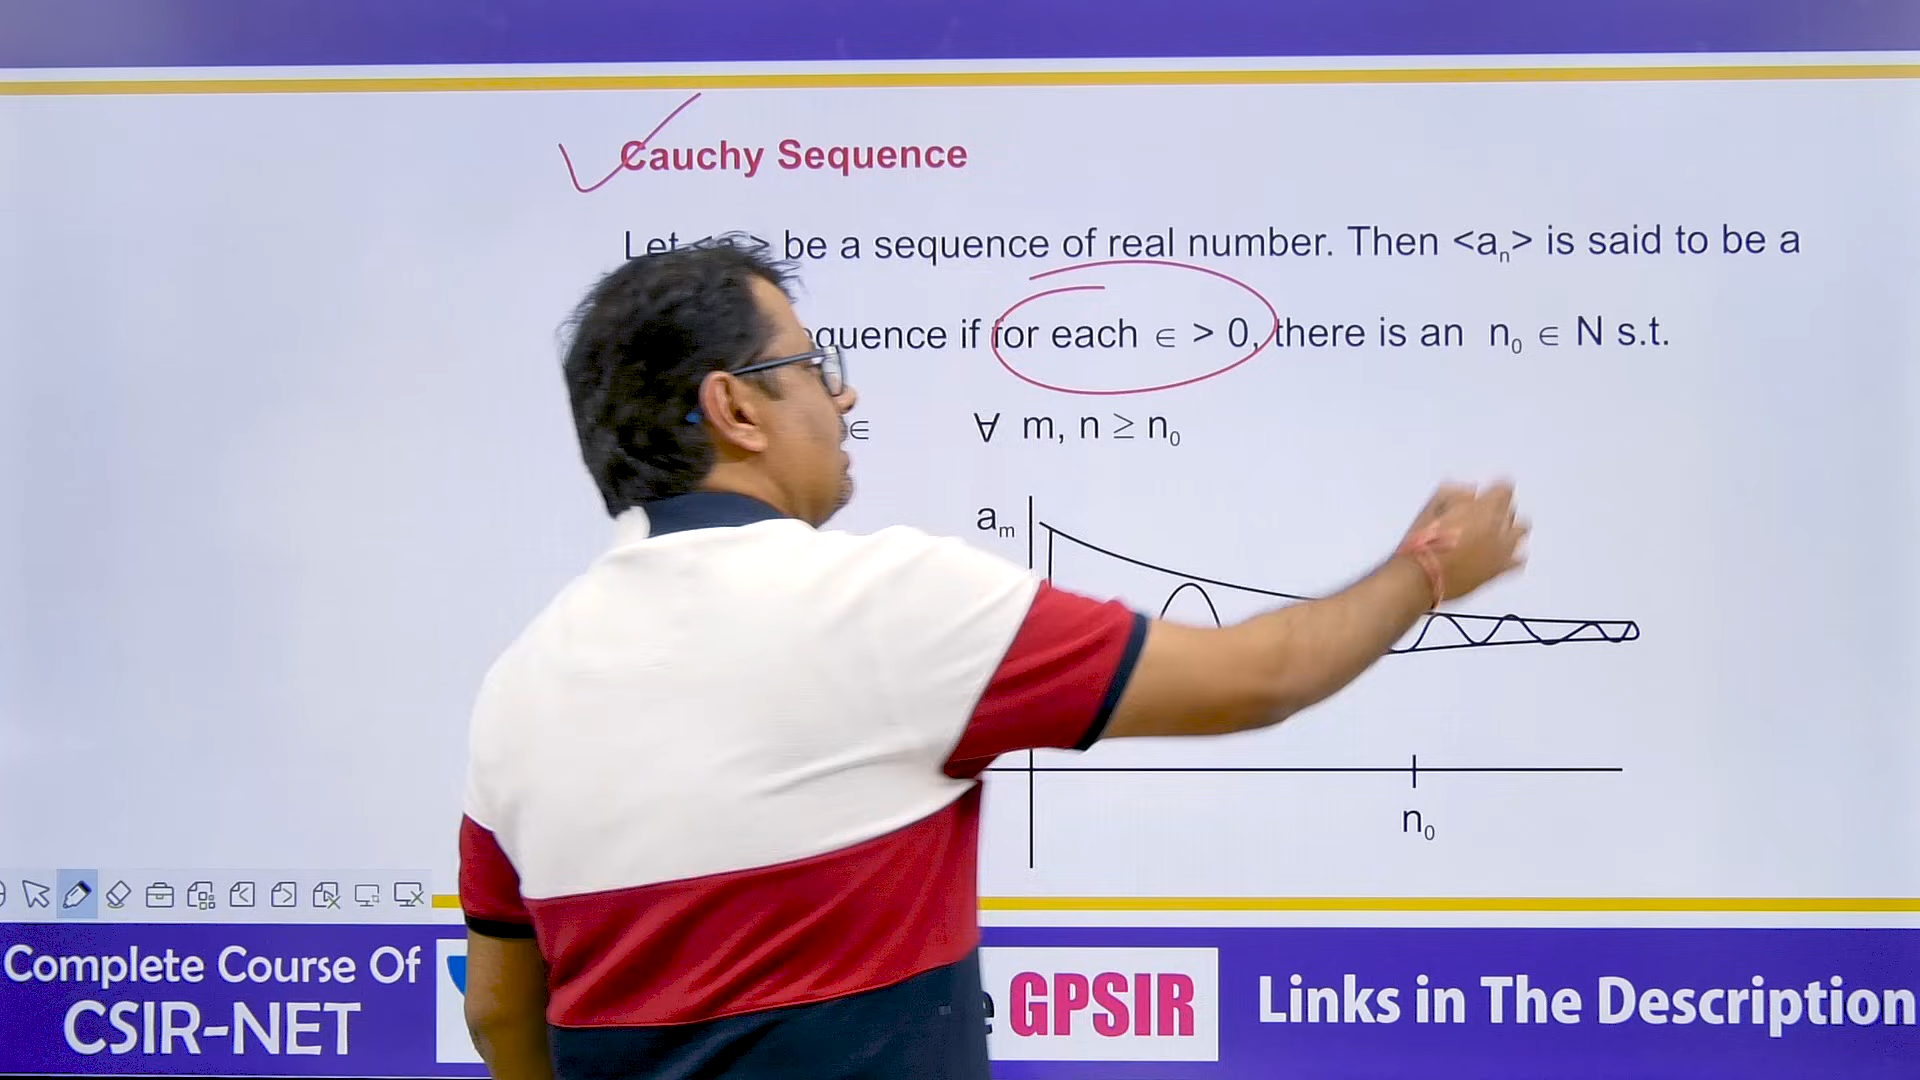 Cauchy Sequence
Let be a sequence of real number. Then <aₙ> is said to be a
quence if for each ∈ > 0, there is an n₀ ∈ N s.t.
∈ ∀ m, n ≥ n₀
aₘ
n₀
Complete Course Of
CSIR-NET
e GPSIR
Links in The Description